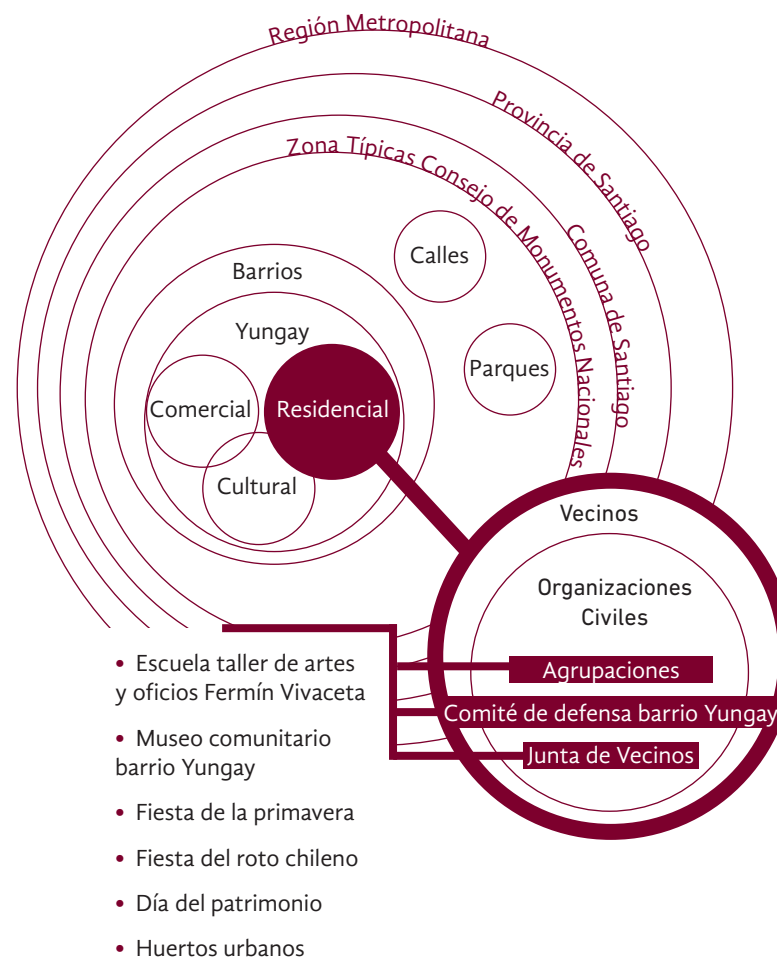 Región Metropolitana
Provincia de Santiago
Comuna de Santiago
Zona Típicas Consejo de Monumentos Nacionales
Calles
Barrios
Yungay
Parques
Comercial
Residencial
Cultural
Vecinos
Organizaciones
Civiles
Agrupaciones
Comité de defensa barrio Yungay
Junta de Vecinos
• Escuela taller de artes
y oficios Fermín Vivaceta
• Museo comunitario
barrio Yungay
• Fiesta de la primavera
• Fiesta del roto chileno
• Día del patrimonio
• Huertos urbanos